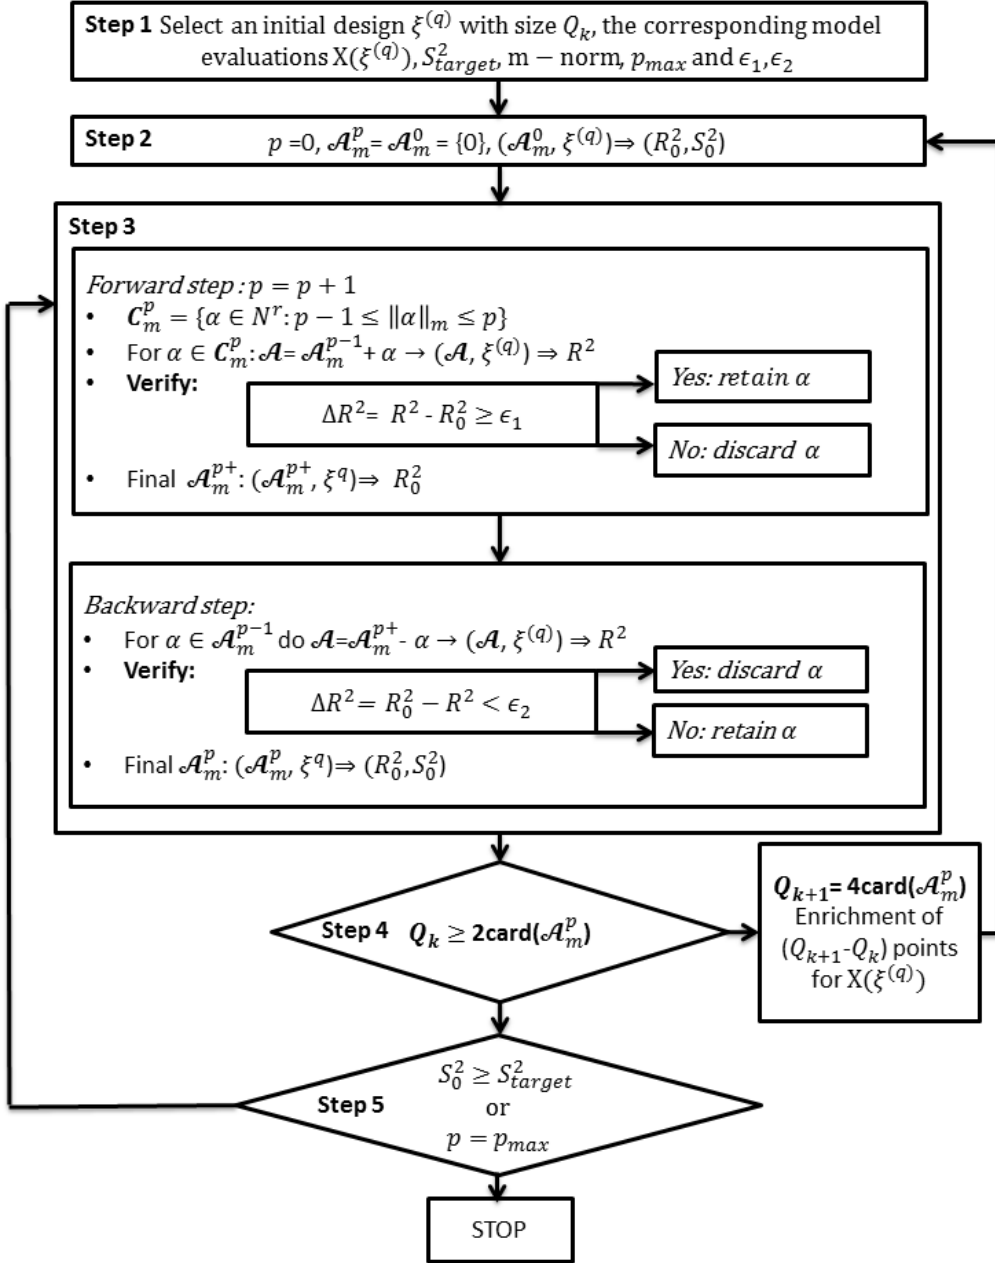 Step 1 Select an initial design ξ^(q) with size Q_k, the corresponding model
evaluations X(ξ^(q)), S²_target, m − norm, p_max and ϵ₁,ϵ₂
Step 2 p =0, 𝓐_m^p= 𝓐_m^0 = {0}, (𝓐_m^0, ξ^(q))⇒ (R_0^2,S_0^2)
Step 3
Forward step: p = p + 1
• C_m^p = {α ∈ N^r: p − 1 ≤ ‖α‖_m ≤ p}
• For α ∈ C_m^p: 𝓐= 𝓐_m^{p−1}+ α → (𝓐, ξ^(q)) ⇒ R²
• Verify:
ΔR²= R² - R_0^2 ≥ ϵ₁
Yes: retain α
No: discard α
• Final 𝓐_m^{p+}: (𝓐_m^{p+}, ξ^q)⇒ R_0^2
Backward step:
• For α ∈ 𝓐_m^{p−1} do 𝓐=𝓐_m^{p+}- α → (𝓐, ξ^(q)) ⇒ R²
• Verify:
ΔR² = R_0^2 − R² < ϵ₂
Yes: discard α
No: retain α
• Final 𝓐_m^p: (𝓐_m^p, ξ^q)⇒ (R_0^2,S_0^2)
Step 4 Q_k ≥ 2card(𝓐_m^p)
Q_{k+1}= 4card(𝓐_m^p)
Enrichment of
(Q_{k+1}-Q_k) points
for X(ξ^(q))
S_0^2 ≥ S²_target
Step 5 or
p = p_max
STOP